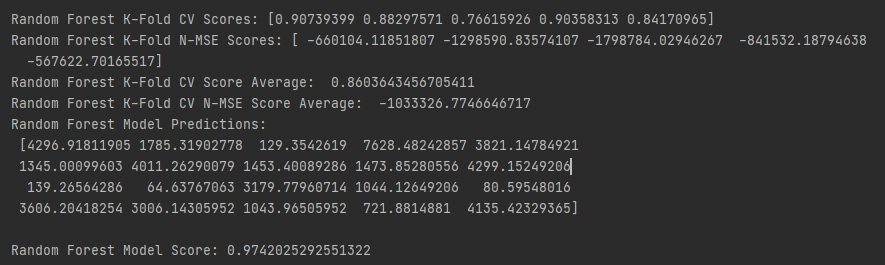 Random Forest K-Fold CV Scores: [0.90739399 0.88297571 0.76615926 0.90358313 0.84170965]
Random Forest K-Fold N-MSE Scores: [ -660104.11851807 -1298590.83574107 -1798784.02946267  -841532.18794638
  -567622.70165517]
Random Forest K-Fold CV Score Average:  0.8603643456705411
Random Forest K-Fold CV N-MSE Score Average:  -1033326.7746646717
Random Forest Model Predictions:
 [4296.91811905 1785.31902778  129.3542619  7628.48242857 3821.14784921
 1345.00099603 4011.26290079 1453.40089286 1473.85280556 4299.15249206
  139.26564286   64.63767063 3179.77960714 1044.12649206   80.59548016
 3606.20418254 3006.14305952 1043.96505952  721.8814881  4135.42329365]
Random Forest Model Score: 0.9742025292551322